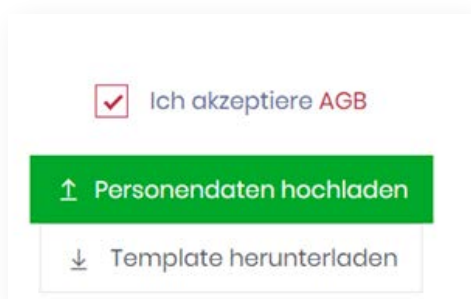 Ich akzeptiere AGB
Personendaten hochladen
Template herunterladen